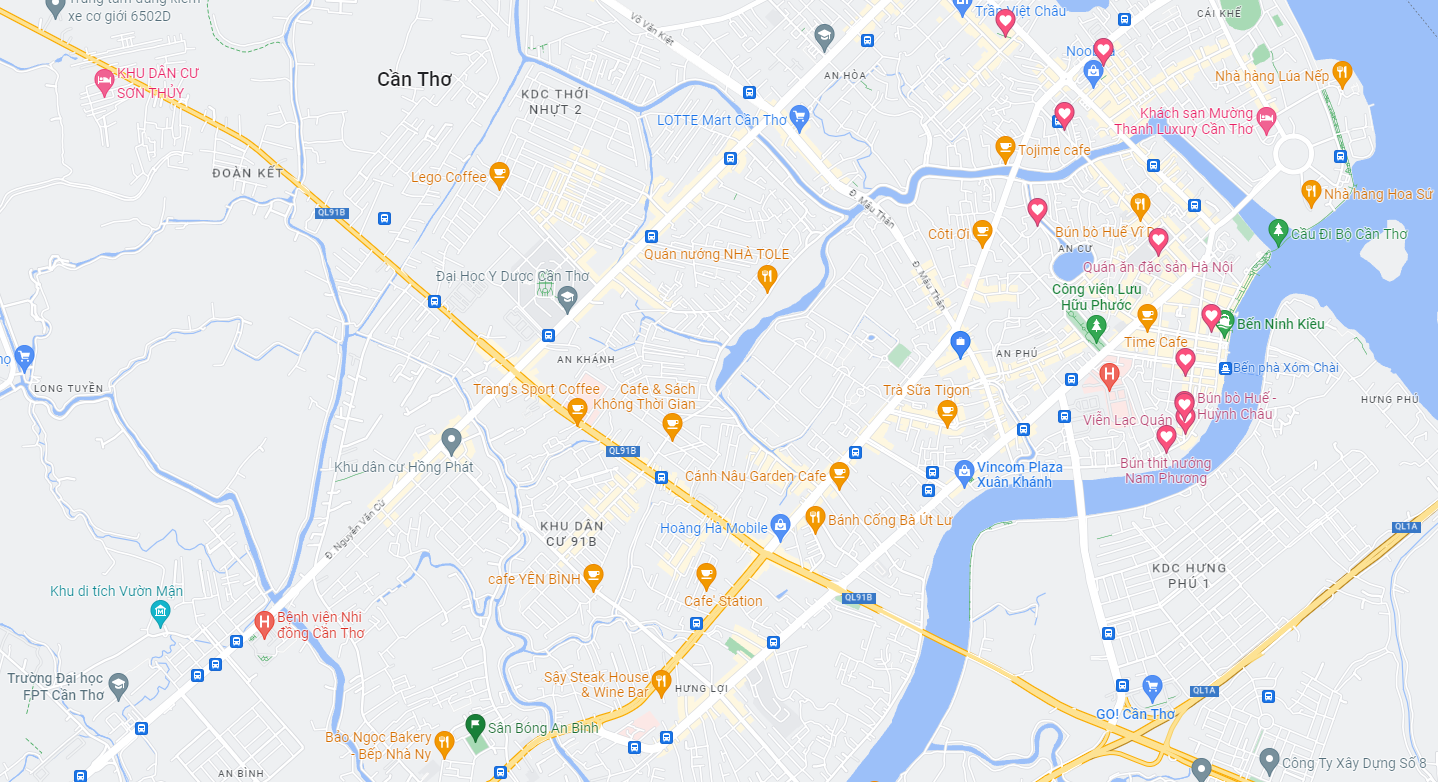 Trung tâm đăng kiểm
xe cơ giới 6502D
KHU DÂN CƯ
SƠN THỦY
Cần Thơ
KDC THỚI
NHỰT 2
Võ Văn Kiệt
AN HÒA
Trần Việt Châu
CÁI KHẾ
Nhà hàng Lúa Nếp
LOTTE Mart Cần Thơ
Khách sạn Mường
Thanh Luxury Cần Thơ
Tojime cafe
ĐOÀN KẾT
Lego Coffee
QL91B
Đ. Mậu Thân
Nhà hàng Hoa Sứ
Côti Ơi
Bún bò Huế Vĩ
Cầu Đi Bộ Cần Thơ
Quán nướng NHÀ TOLE
AN CƯ
Quán ăn đặc sản Hà Nội
Đại Học Y Dược Cần Thơ
Đ. Mậu Thân
Công viên Lưu
Hữu Phước
Bến Ninh Kiều
Time Cafe
AN KHÁNH
AN PHÚ
Bến phà Xóm Chài
LONG TUYỀN
Trang's Sport Coffee
Cafe & Sách
Không Thời Gian
Trà Sữa Tigon
Bún bò Huế -
Huỳnh Châu
HƯNG PHÚ
Viễn Lạc Quán
QL91B
Khu dân cư Hồng Phát
Bún thịt nướng
Nam Phương
Cánh Nâu Garden Cafe
Vincom Plaza
Xuân Khánh
Đ. Nguyễn Văn Cừ
KHU DÂN
CƯ 91B
Hoàng Hà Mobile
Bánh Cống Bà Út Lư
QL1A
KDC HƯNG
PHÚ 1
cafe YÊN BÌNH
Cafe' Station
QL91B
Khu di tích Vườn Mận
Bệnh viện Nhi
đồng Cần Thơ
Trường Đại học
FPT Cần Thơ
Sậy Steak House
& Wine Bar
HƯNG LỢI
QL1A
GO! Cần Thơ
Sân Bóng An Bình
Bảo Ngọc Bakery
- Bếp Nhà Ny
AN BÌNH
Công Ty Xây Dựng Số 8